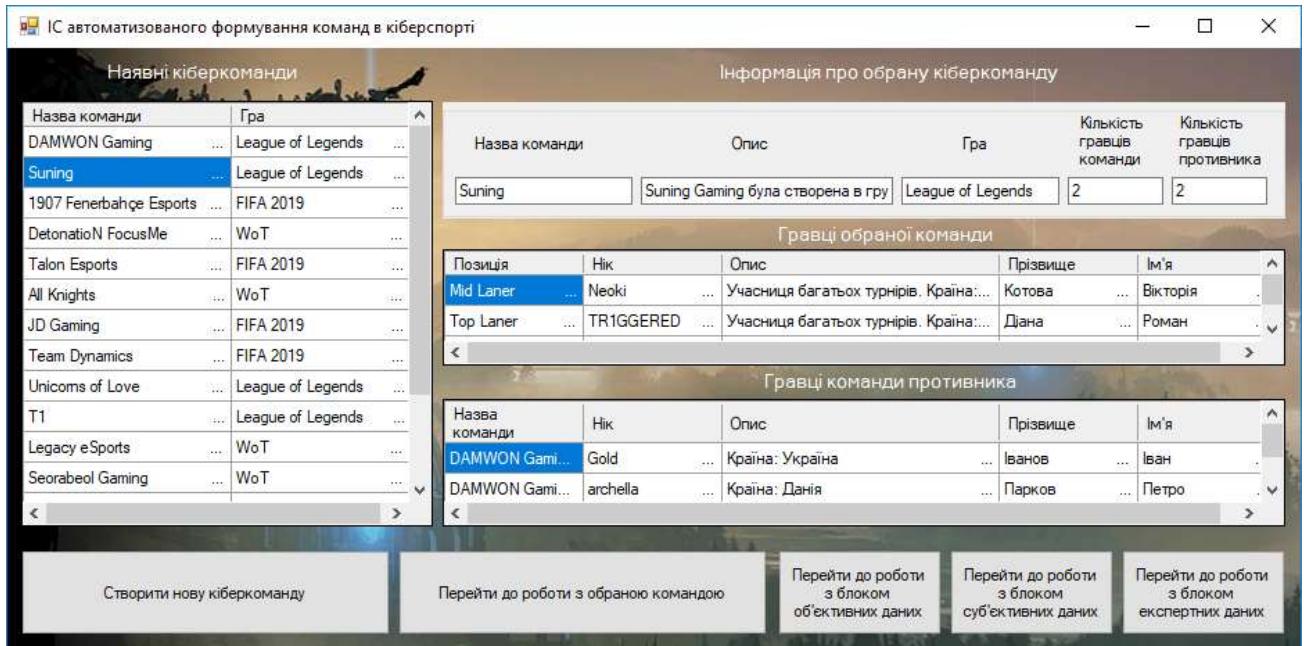 ІС автоматизованого формування команд в кіберспорті
Наявні кіберкоманди
Назва команди Гра
DAMWON Gaming ... League of Legends ...
Suning ... League of Legends ...
1907 Fenerbahçe Esports ... FIFA 2019 ...
DetonatioN FocusMe ... WoT ...
Talon Esports ... FIFA 2019 ...
All Knights ... WoT ...
JD Gaming ... FIFA 2019 ...
Team Dynamics ... FIFA 2019 ...
Unicorns of Love ... League of Legends ...
T1 ... League of Legends ...
Legacy eSports ... WoT ...
Seorabeol Gaming ... WoT ...
Інформація про обрану кіберкоманду
Назва команди Опис Гра Кількість гравців команди Кількість гравців противника
Suning Suning Gaming була створена в гру League of Legends 2 2
Гравці обраної команди
Позиція Нік Опис Прізвище Ім'я
Mid Laner ... Neoki ... Учасниця багатьох турнірів. Країна:... Котова ... Вікторія .
Top Laner ... TR1GGERED ... Учасниця багатьох турнірів. Країна:... Діана ... Роман .
Гравці команди противника
Назва команди Нік Опис Прізвище Ім'я
DAMWON Gami... Gold ... Країна: Україна ... Іванов ... Іван .
DAMWON Gami... archella ... Країна: Данія ... Парков ... Петро .
Створити нову кіберкоманду
Перейти до роботи з обраною командою
Перейти до роботи
з блоком
об'єктивних даних
Перейти до роботи
з блоком
суб'єктивних даних
Перейти до роботи
з блоком
експертних даних